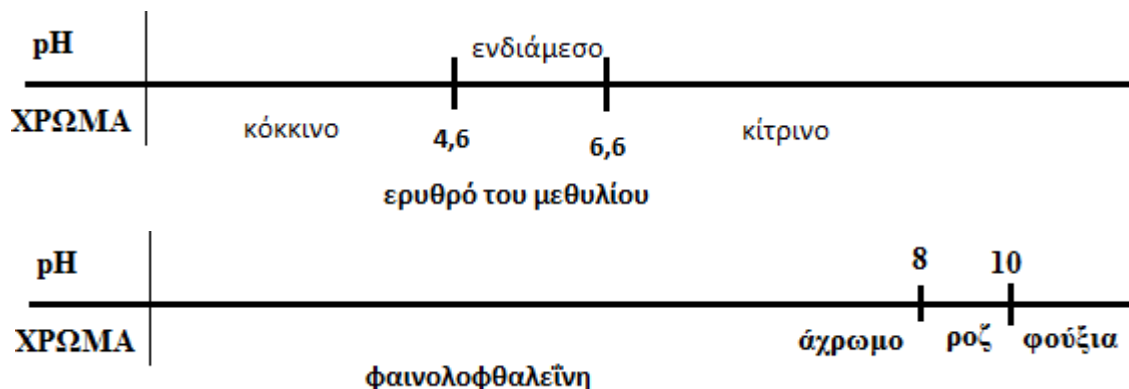 pH ενδιάμεσο
ΧΡΩΜΑ κόκκινο 4,6 6,6 κίτρινο
ερυθρό του μεθυλίου
pH 8 10
ΧΡΩΜΑ άχρωμο ροζ φούξια
φαινολοφθαλεΐνη